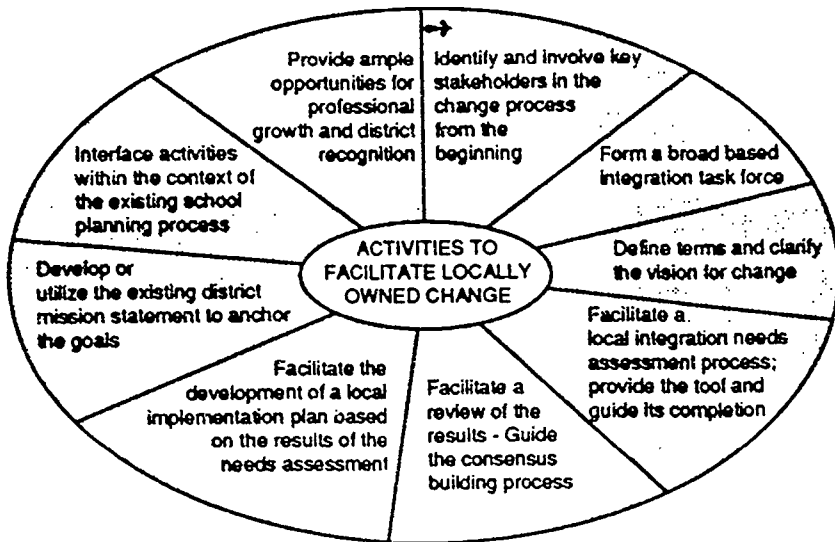 ACTIVITIES TO
FACILITATE LOCALLY
OWNED CHANGE
Identify and involve key
stakeholders in the
change process
from the
beginning
Form a broad based
integration task force
Define terms and clarify
the vision for change
Facilitate a
local integration needs
assessment process;
provide the tool and
guide its completion
Facilitate a
review of the
results - Guide
the consensus
building process
Facilitate the
development of a local
implementation plan based
on the results of the
needs assessment
Develop or
utilize the existing district
mission statement to anchor
the goals
Interface activities
within the context of
the existing school
planning process
Provide ample
opportunities for
professional
growth and district
recognition